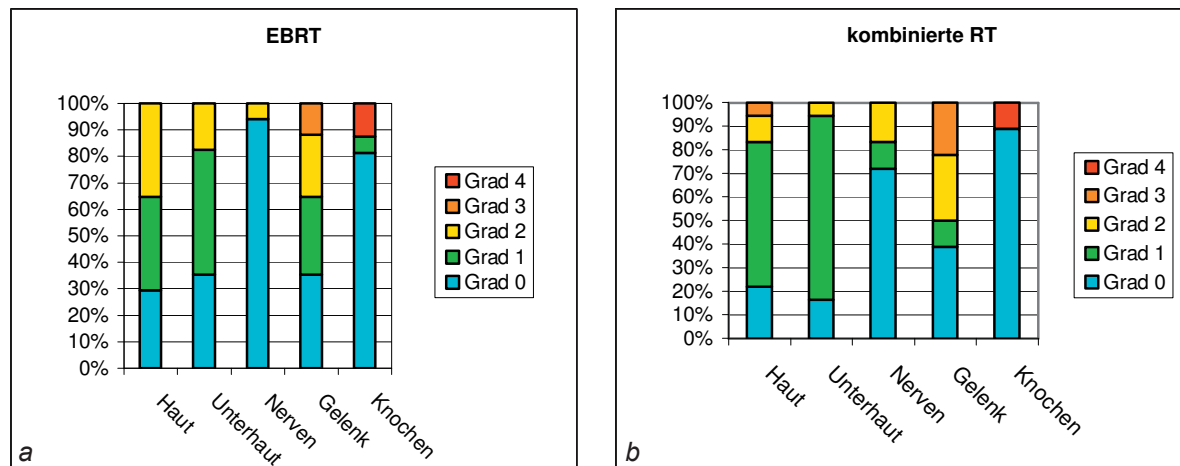 EBRT
100%
90%
80%
70%
60%
50%
40%
30%
20%
10%
0%
Haut
Unterhaut
Nerven
Gelenk
Knochen
Grad 4
Grad 3
Grad 2
Grad 1
Grad 0
a
kombinierte RT
100%
90%
80%
70%
60%
50%
40%
30%
20%
10%
0%
Haut
Unterhaut
Nerven
Gelenk
Knochen
Grad 4
Grad 3
Grad 2
Grad 1
Grad 0
b